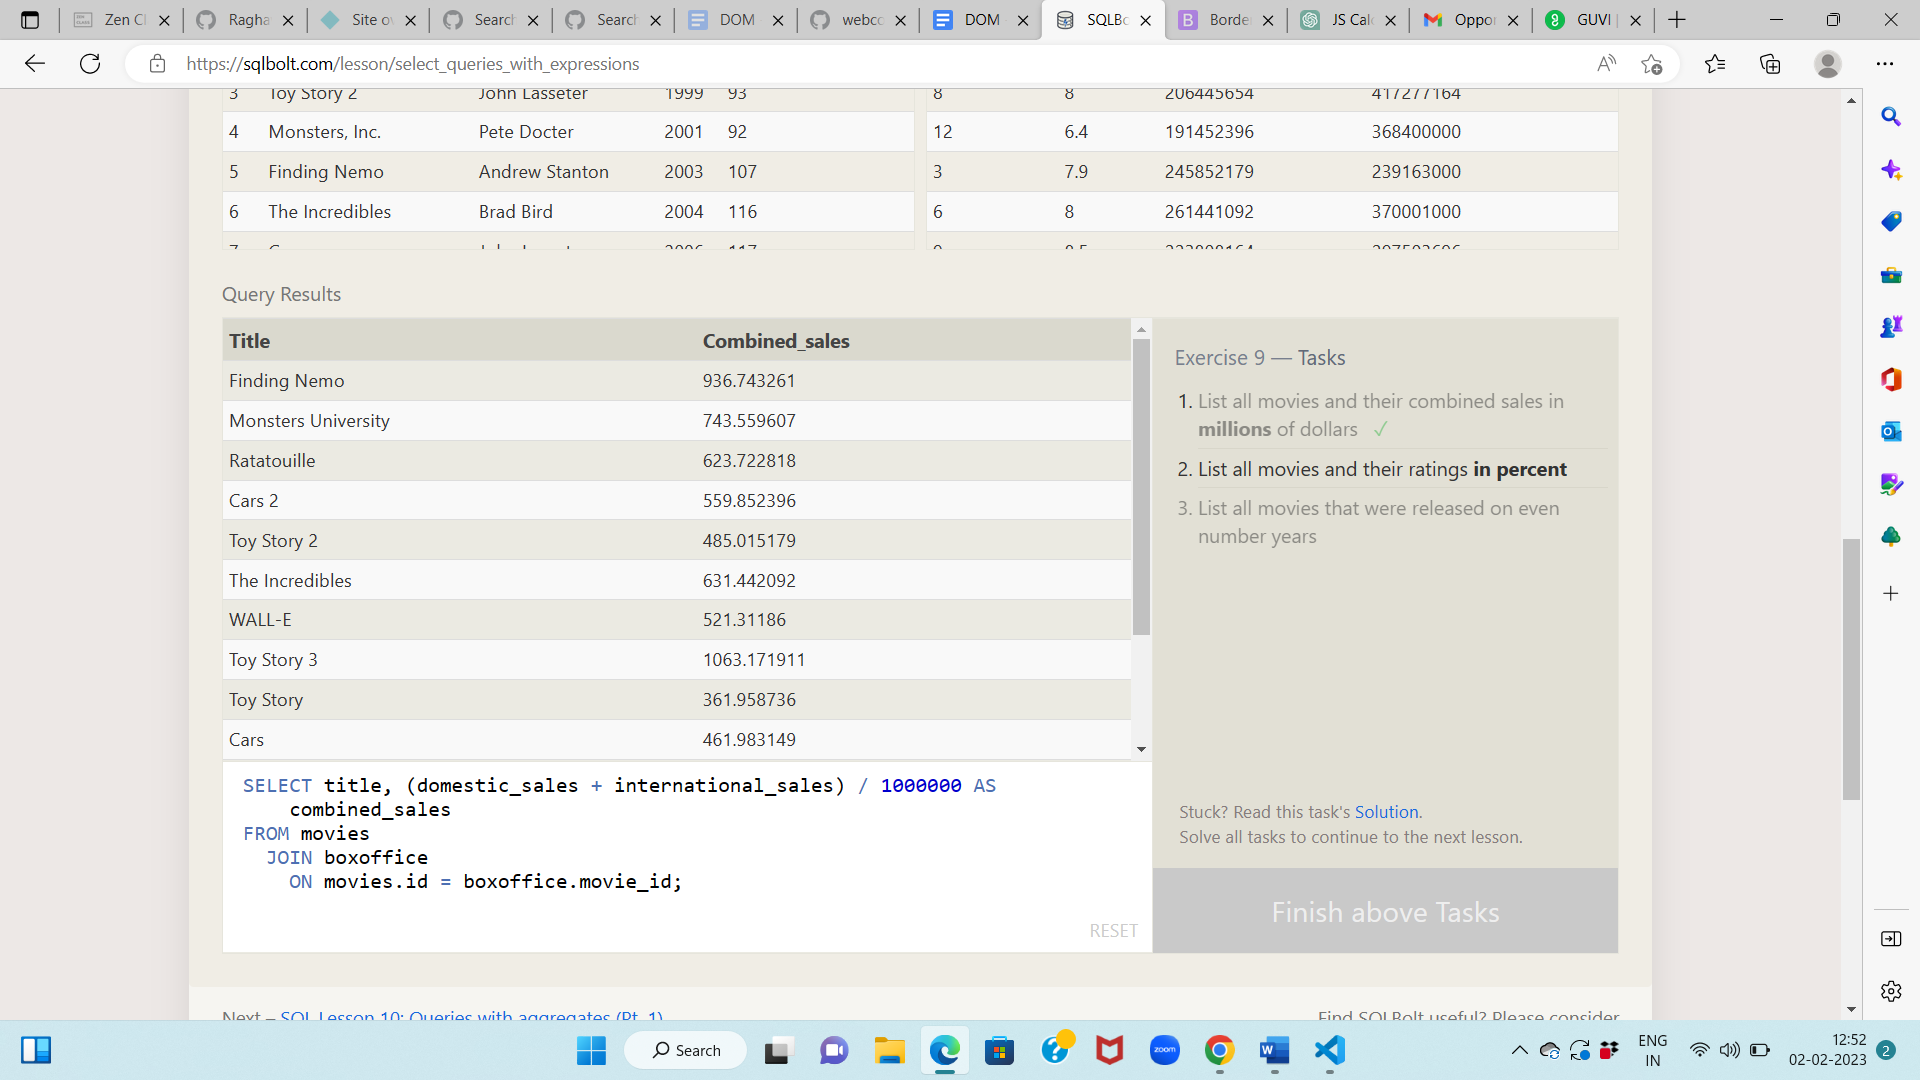 Zen Cl
Ragha
Site ov
Search
Search
DOM
webco
DOM
SQLBo
Border
JS Calc
Oppor
GUVI
https://sqlbolt.com/lesson/select_queries_with_expressions
3 Toy Story 2 John Lasseter 1999 93
8 8 206445654 417277164
4 Monsters, Inc. Pete Docter 2001 92
12 6.4 191452396 368400000
5 Finding Nemo Andrew Stanton 2003 107
3 7.9 245852179 239163000
6 The Incredibles Brad Bird 2004 116
6 8 261441092 370001000
Query Results
Title Combined_sales
Finding Nemo 936.743261
Monsters University 743.559607
Ratatouille 623.722818
Cars 2 559.852396
Toy Story 2 485.015179
The Incredibles 631.442092
WALL-E 521.31186
Toy Story 3 1063.171911
Toy Story 361.958736
Cars 461.983149
Exercise 9 — Tasks
1. List all movies and their combined sales in
millions of dollars ✓
2. List all movies and their ratings in percent
3. List all movies that were released on even
number years
Stuck? Read this task's Solution.
Solve all tasks to continue to the next lesson.
Finish above Tasks
SELECT title, (domestic_sales + international_sales) / 1000000 AS
combined_sales
FROM movies
JOIN boxoffice
ON movies.id = boxoffice.movie_id;
RESET
Next – SQL Lesson 10: Queries with aggregates (Pt. 1)
Find SQLBolt useful? Please consider
Search
zoom
ENG
IN
12:52
02-02-2023
2